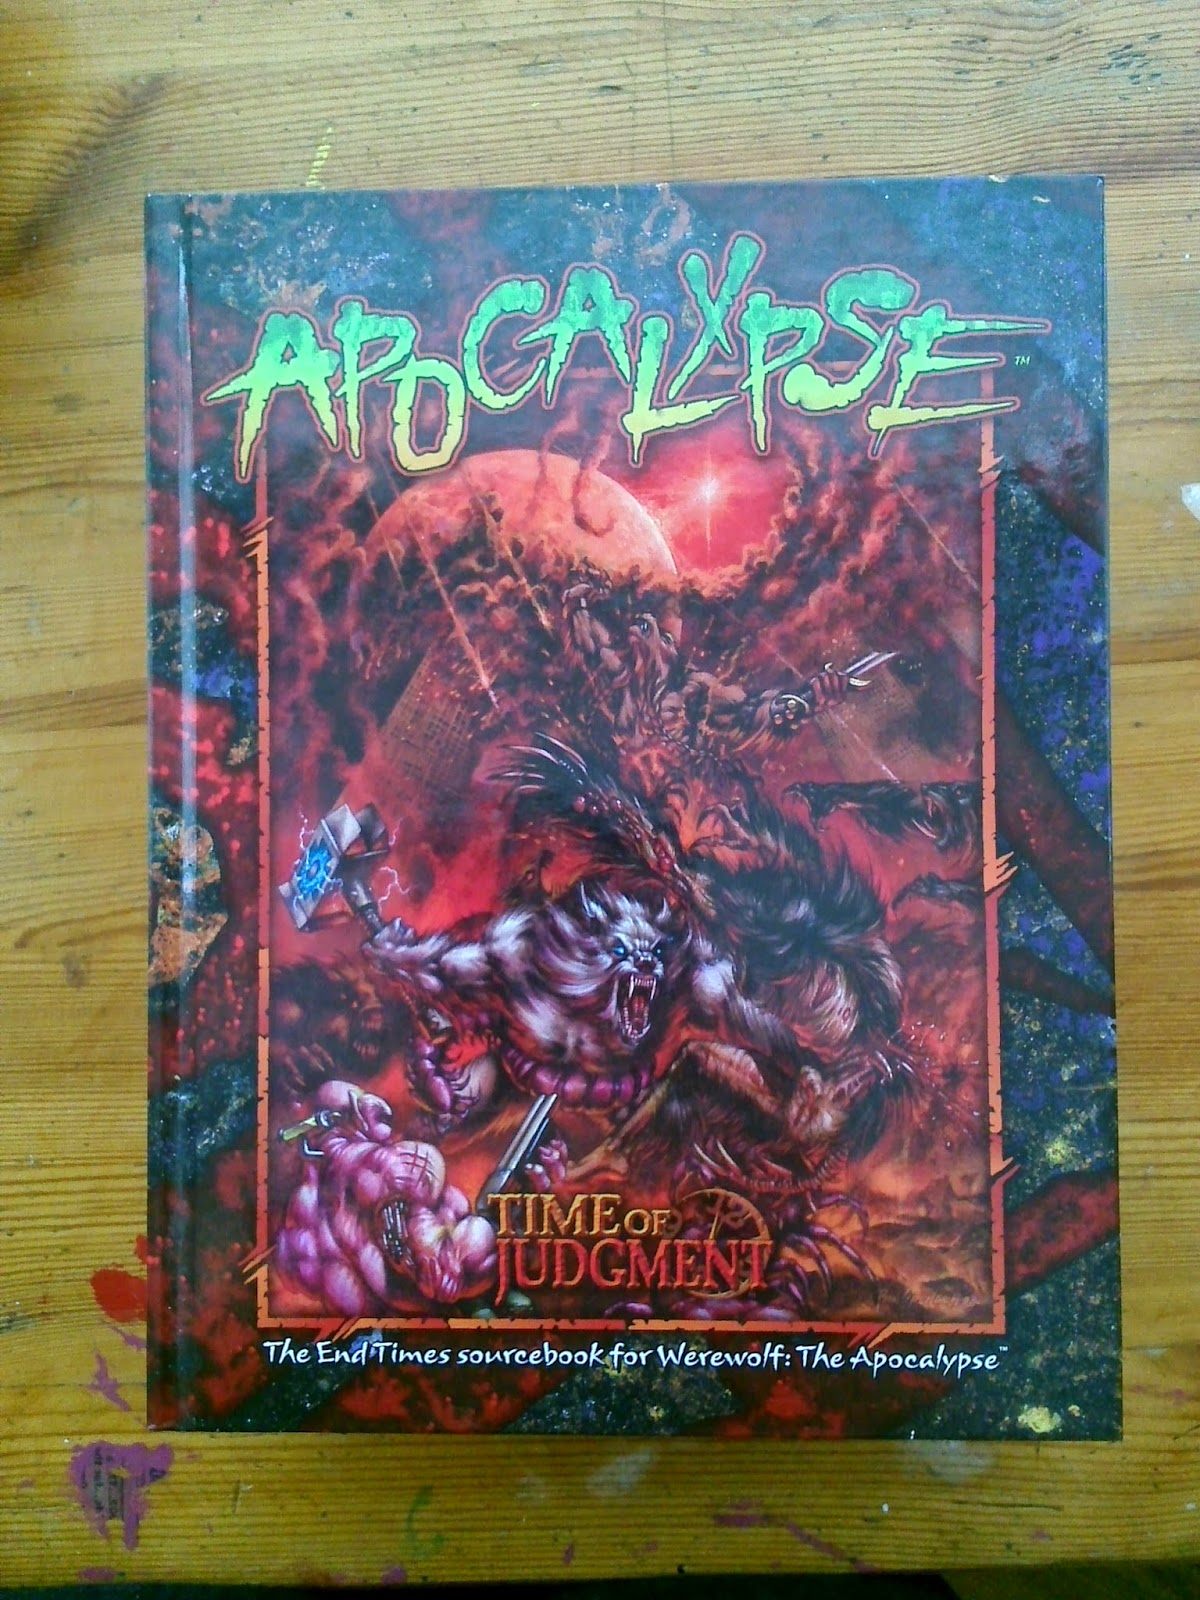 APOCALYPSE™
TIME OF
JUDGMENT
The End Times sourcebook for Werewolf: The Apocalypse™